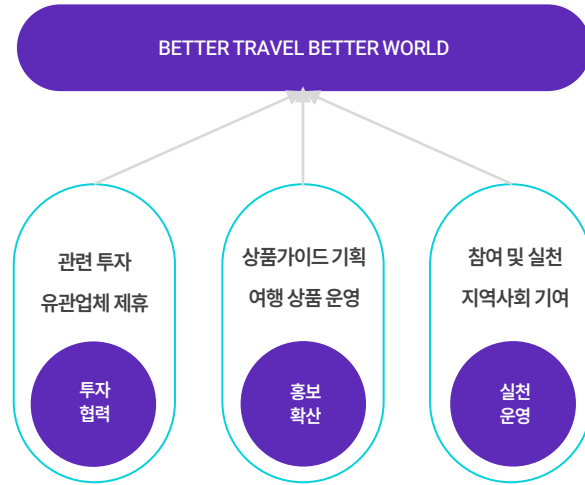 BETTER TRAVEL BETTER WORLD
관련 투자
유관업체 제휴
투자
협력
상품가이드 기획
여행 상품 운영
홍보
확산
참여 및 실천
지역사회 기여
실천
운영